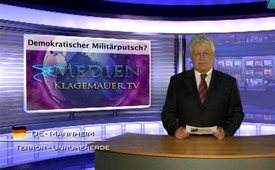 Demokratischer Militärputsch?
MEDIEN
KLAGEMAUER.TV
DE- MANNHEIM
TERROR - UNRUHEHERDE